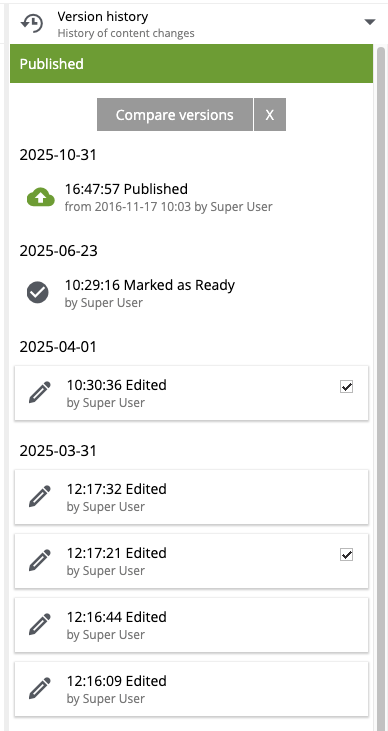 Version history
History of content changes
Published
Compare versions X
2025-10-31
16:47:57 Published
from 2016-11-17 10:03 by Super User
2025-06-23
10:29:16 Marked as Ready
by Super User
2025-04-01
10:30:36 Edited
by Super User
2025-03-31
12:17:32 Edited
by Super User
12:17:21 Edited
by Super User
12:16:44 Edited
by Super User
12:16:09 Edited
by Super User